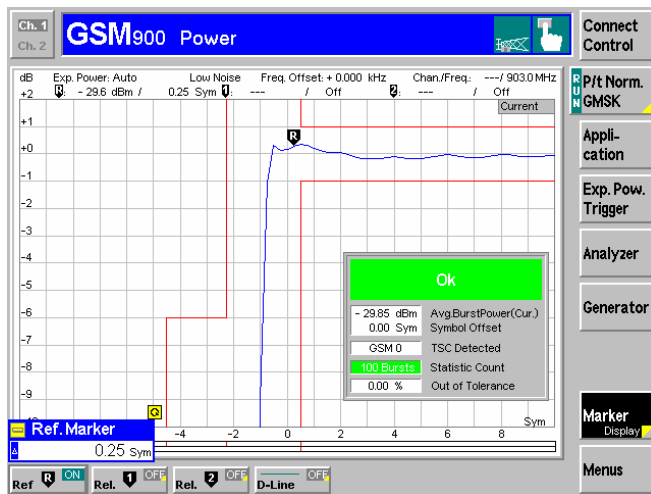 Ch. 1
Ch. 2
GSM900 Power
Connect Control
dB Exp. Power: Auto Low Noise Freq. Offset: + 0.000 kHz Chan./Freq.: ---/ 903.0 MHz
+2 R: - 29.6 dBm / 0.25 Sym 1: --- / Off 2: --- / Off
Current
RUN
P/t Norm.
GMSK
+1
+0
-1
-2
-3
-4
-5
-6
-7
-8
-9
R
Appli-
cation
Exp. Pow.
Trigger
Analyzer
Generator
Ok
- 29.85 dBm Avg.BurstPower(Cur.)
0.00 Sym Symbol Offset
GSM 0 TSC Detected
100 Bursts Statistic Count
0.00 % Out of Tolerance
Sym
-4 -2 0 2 4 6 8
Ref. Marker
0.25 Sym
Marker
Display
Ref R ON
Rel. 1 OFF
Rel. 2 OFF
D-Line OFF
Menus